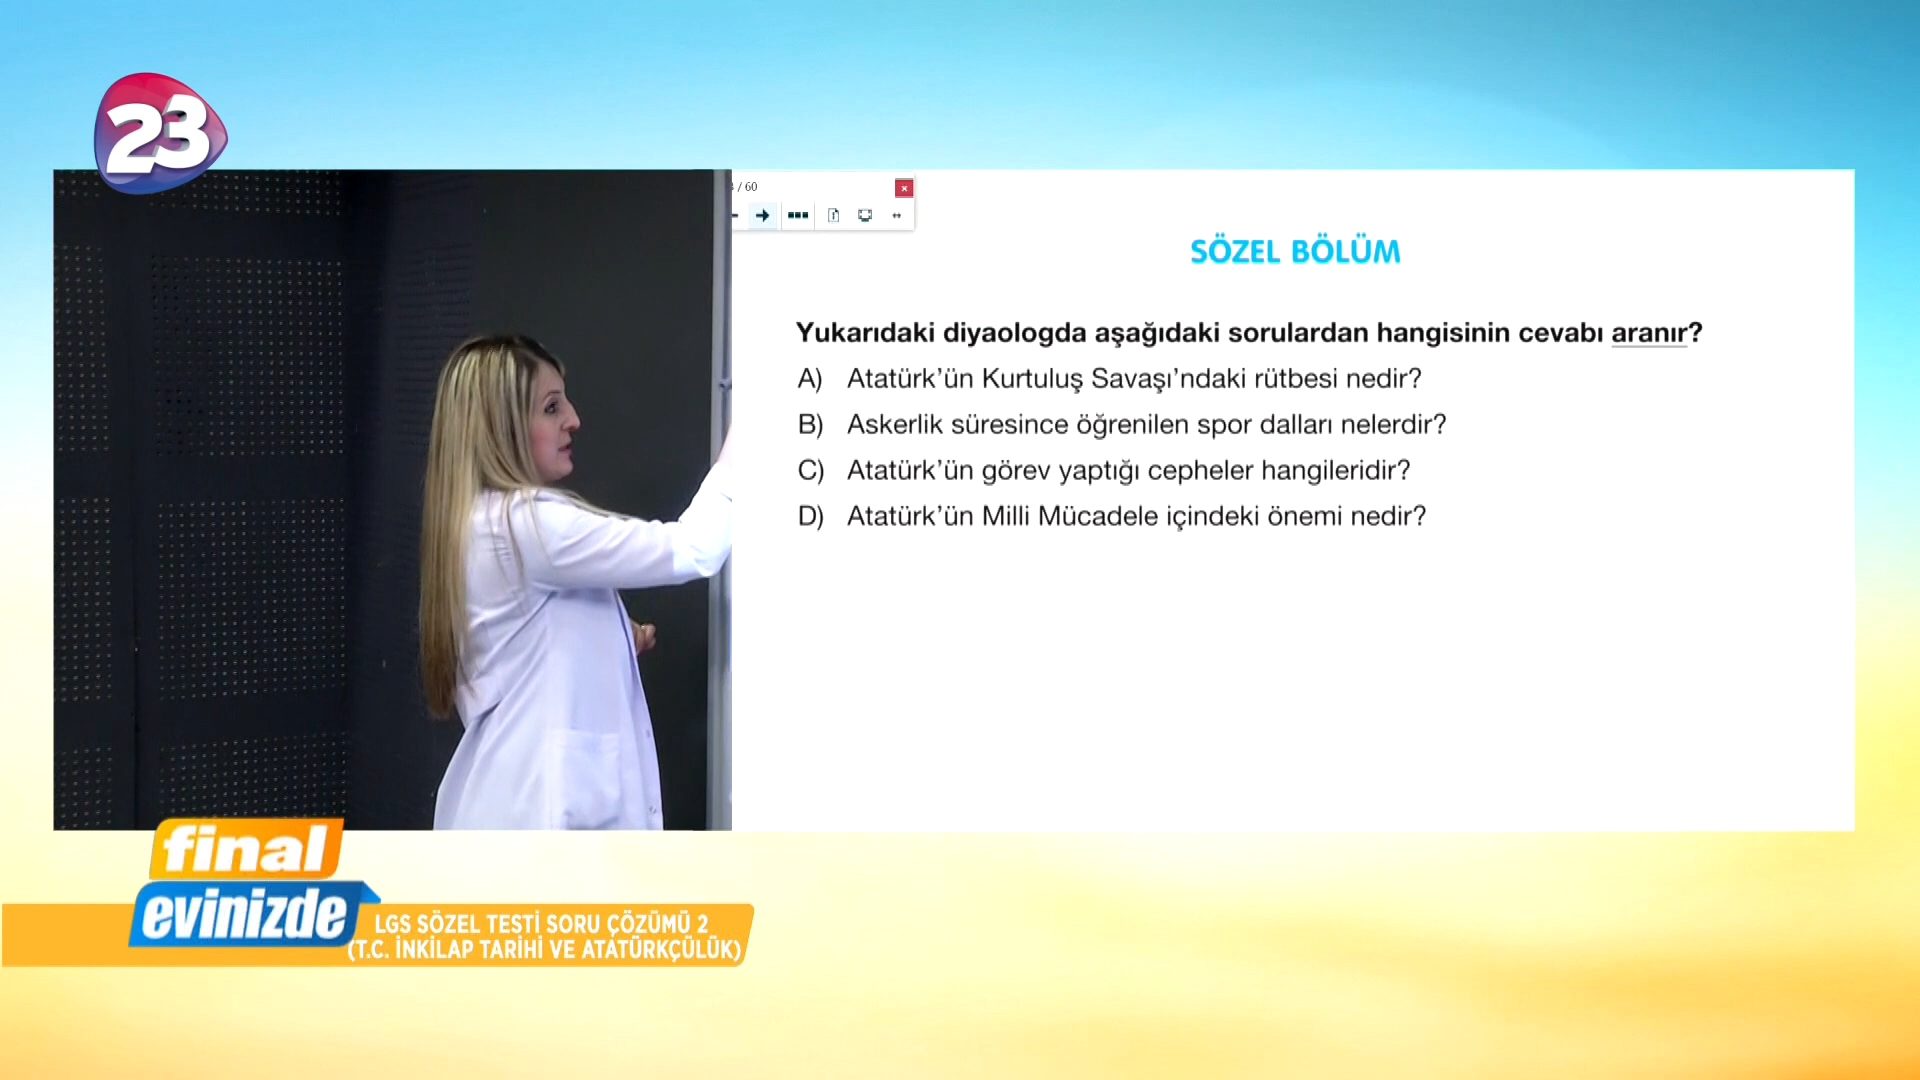 23
/ 60
SÖZEL BÖLÜM
Yukarıdaki diyaologda aşağıdaki sorulardan hangisinin cevabı aranır?
A) Atatürk'ün Kurtuluş Savaşı'ndaki rütbesi nedir?
B) Askerlik süresince öğrenilen spor dalları nelerdir?
C) Atatürk'ün görev yaptığı cepheler hangileridir?
D) Atatürk'ün Milli Mücadele içindeki önemi nedir?
final
evinizde
LGS SÖZEL TESTİ SORU ÇÖZÜMÜ 2
(T.C. İNKİLAP TARİHİ VE ATATÜRKÇÜLÜK)